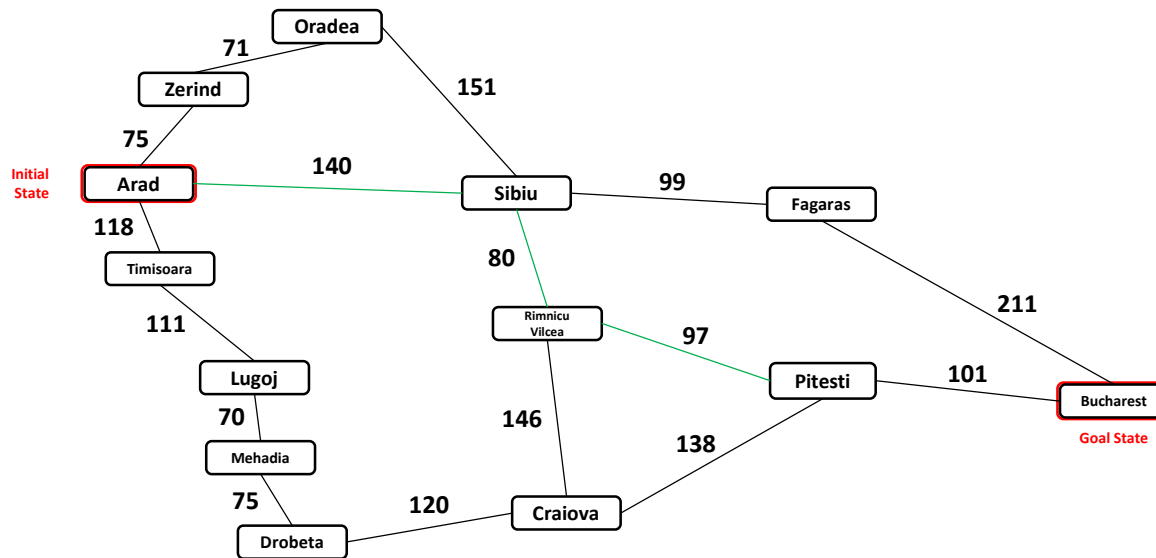 Oradea
71
Zerind
151
75
140
Initial
State
Arad
Sibiu
99
Fagaras
118
80
Timisoara
211
111
Rimnicu
Vilcea
97
Lugoj
Pitesti
101
Bucharest
70
146
138
Goal State
Mehadia
75
120
Craiova
Drobeta